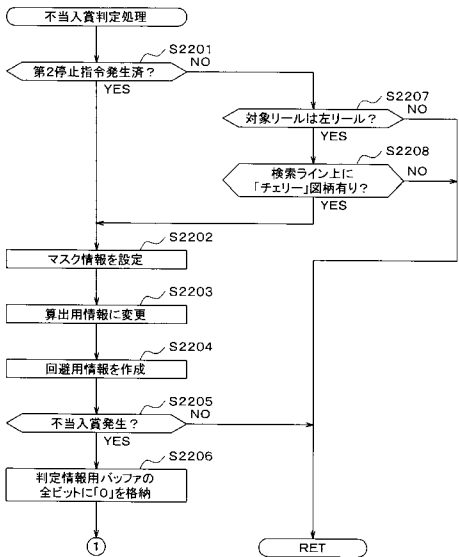 不当入賞判定処理
S2201
第2停止指令発生済？
NO
YES
S2207
対象リールは左リール？
NO
YES
S2208
検索ライン上に
「チェリー」図柄有り？
NO
YES
S2202
マスク情報を設定
S2203
算出用情報に変更
S2204
回避用情報を作成
S2205
不当入賞発生？
NO
YES
S2206
判定情報用バッファの
全ビットに「0」を格納
1
RET